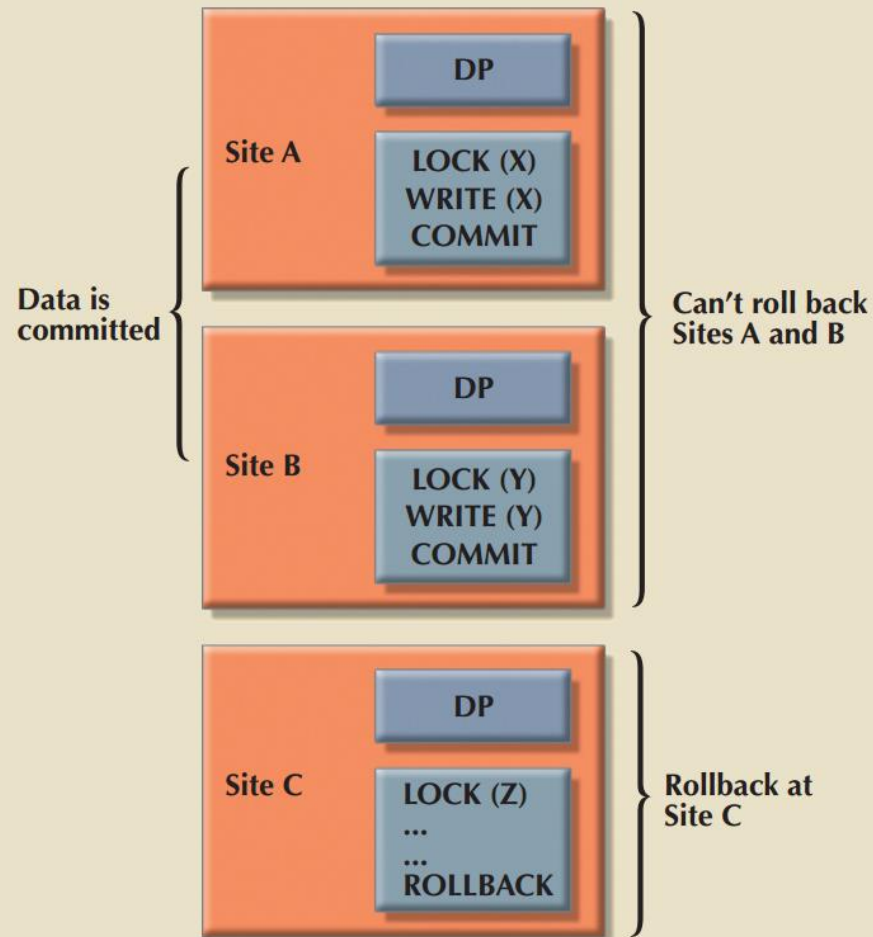 DP
Site A
LOCK (X)
WRITE (X)
COMMIT
Data is
committed
Can't roll back
Sites A and B
DP
Site B
LOCK (Y)
WRITE (Y)
COMMIT
DP
Site C
LOCK (Z)
...
...
ROLLBACK
Rollback at
Site C